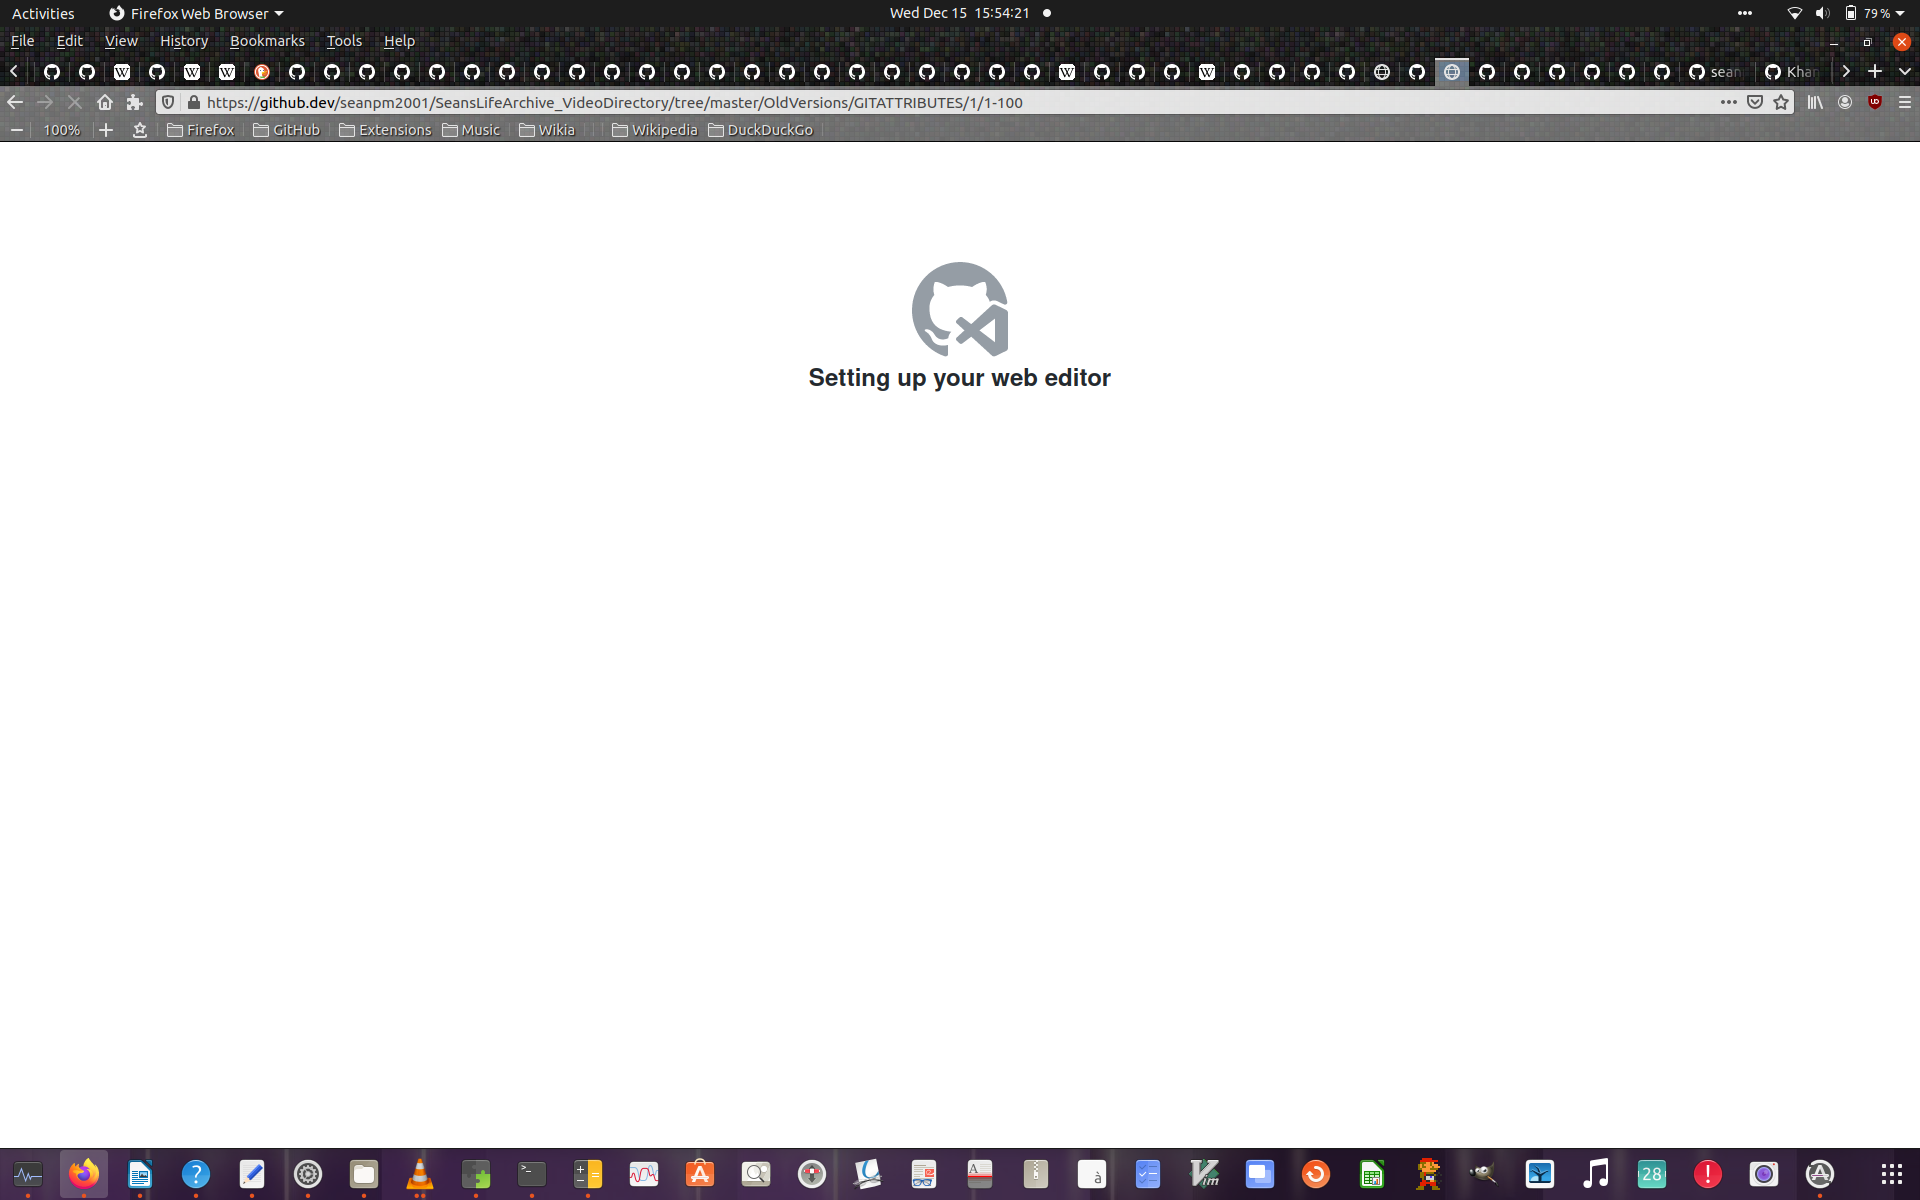 Activities Firefox Web Browser Wed Dec 15 15:54:21 79 %
File Edit View History Bookmarks Tools Help
W W W W W sean Khan
https://github.dev/seanpm2001/SeansLifeArchive_VideoDirectory/tree/master/OldVersions/GITATTRIBUTES/1/1-100
100% Firefox GitHub Extensions Music Wikia Wikipedia DuckDuckGo
Setting up your web editor
? >_ A A à Vim 28 !